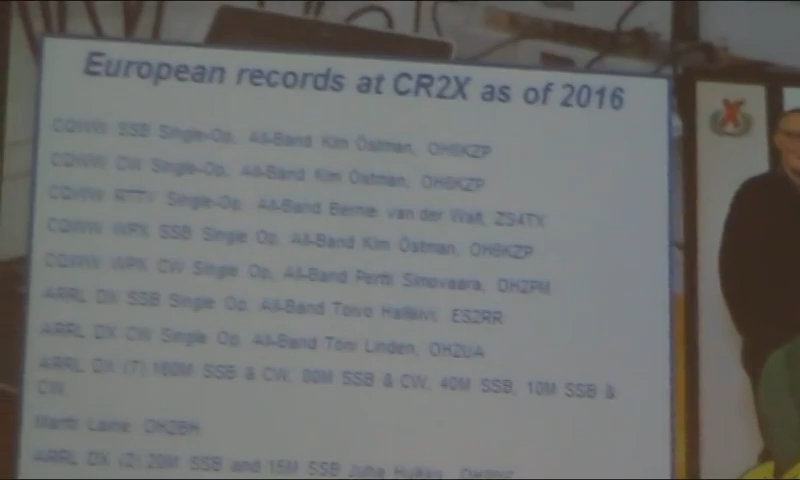 European records at CR2X as of 2016
CQWW SSB Single-Op. All-Band Kim Östman, OH6KZP
CQWW CW Single-Op. All-Band Kim Östman, OH6KZP
CQWW RTTY Single-Op. All-Band Bernie van der Walt, ZS4TX
CQWW WPX SSB Single Op. All-Band Kim Östman, OH6KZP
CQWW WPX CW Single Op, All-Band Pertti Simovaara, OH2PM
ARRL DX SSB Single Op. All-Band Toivo Hallikivi, ES2RR
ARRL DX CW Single Op. All-Band Toni Linden, OH2UA
ARRL DX (7) 160M SSB & CW, 80M SSB & CW, 40M SSB, 10M SSB &
CW.
Martti Laine OH2BH
ARRL DX (2) 20M SSB and 15M SSB Juha